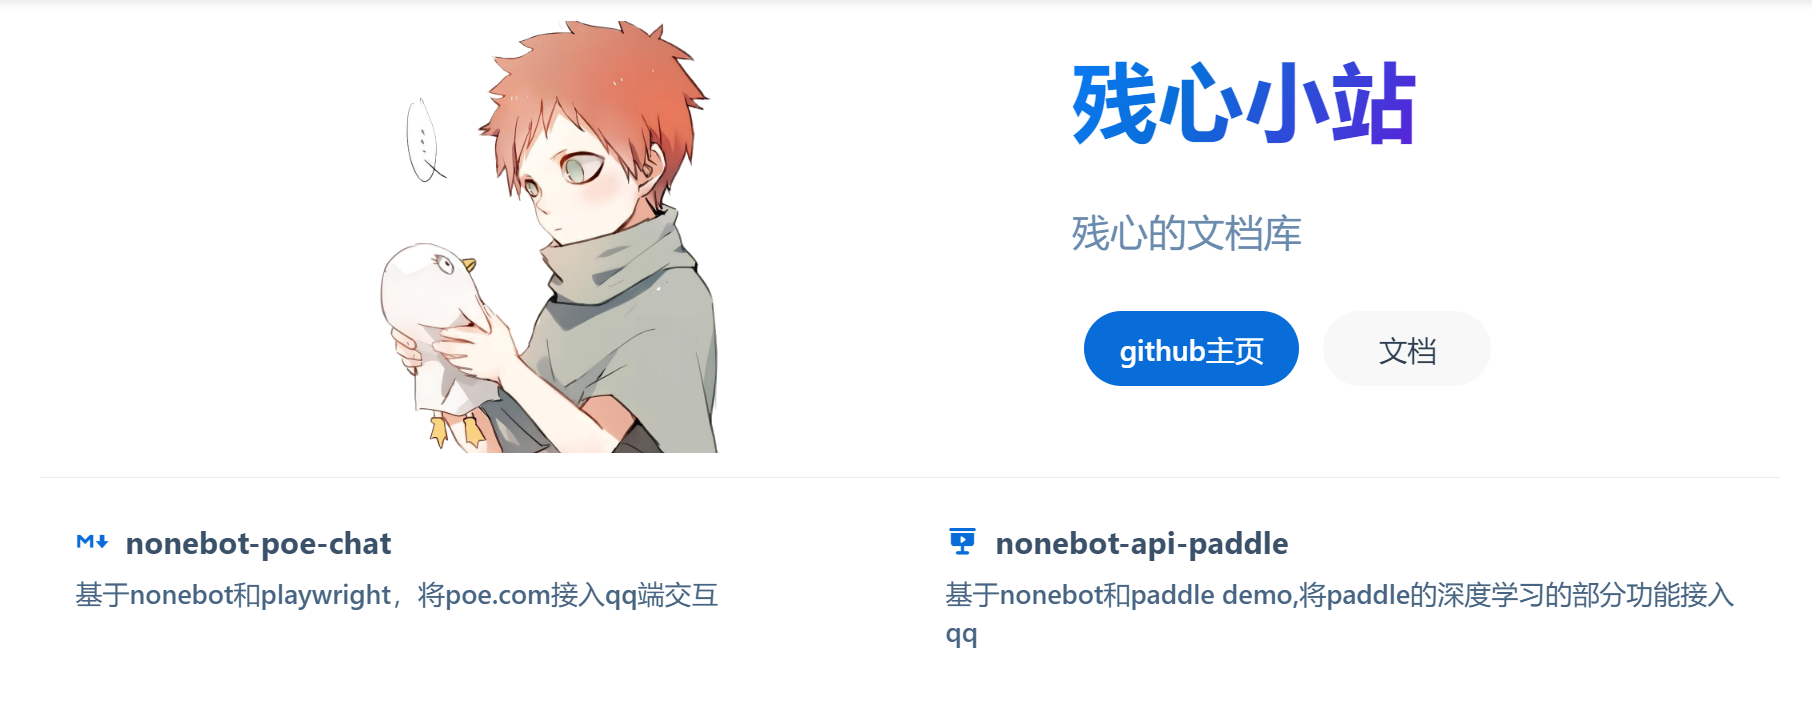 残心小站
残心的文档库
github主页
文档
nonebot-poe-chat
基于nonebot和playwright，将poe.com接入qq端交互
nonebot-api-paddle
基于nonebot和paddle demo,将paddle的深度学习的部分功能接入
qq